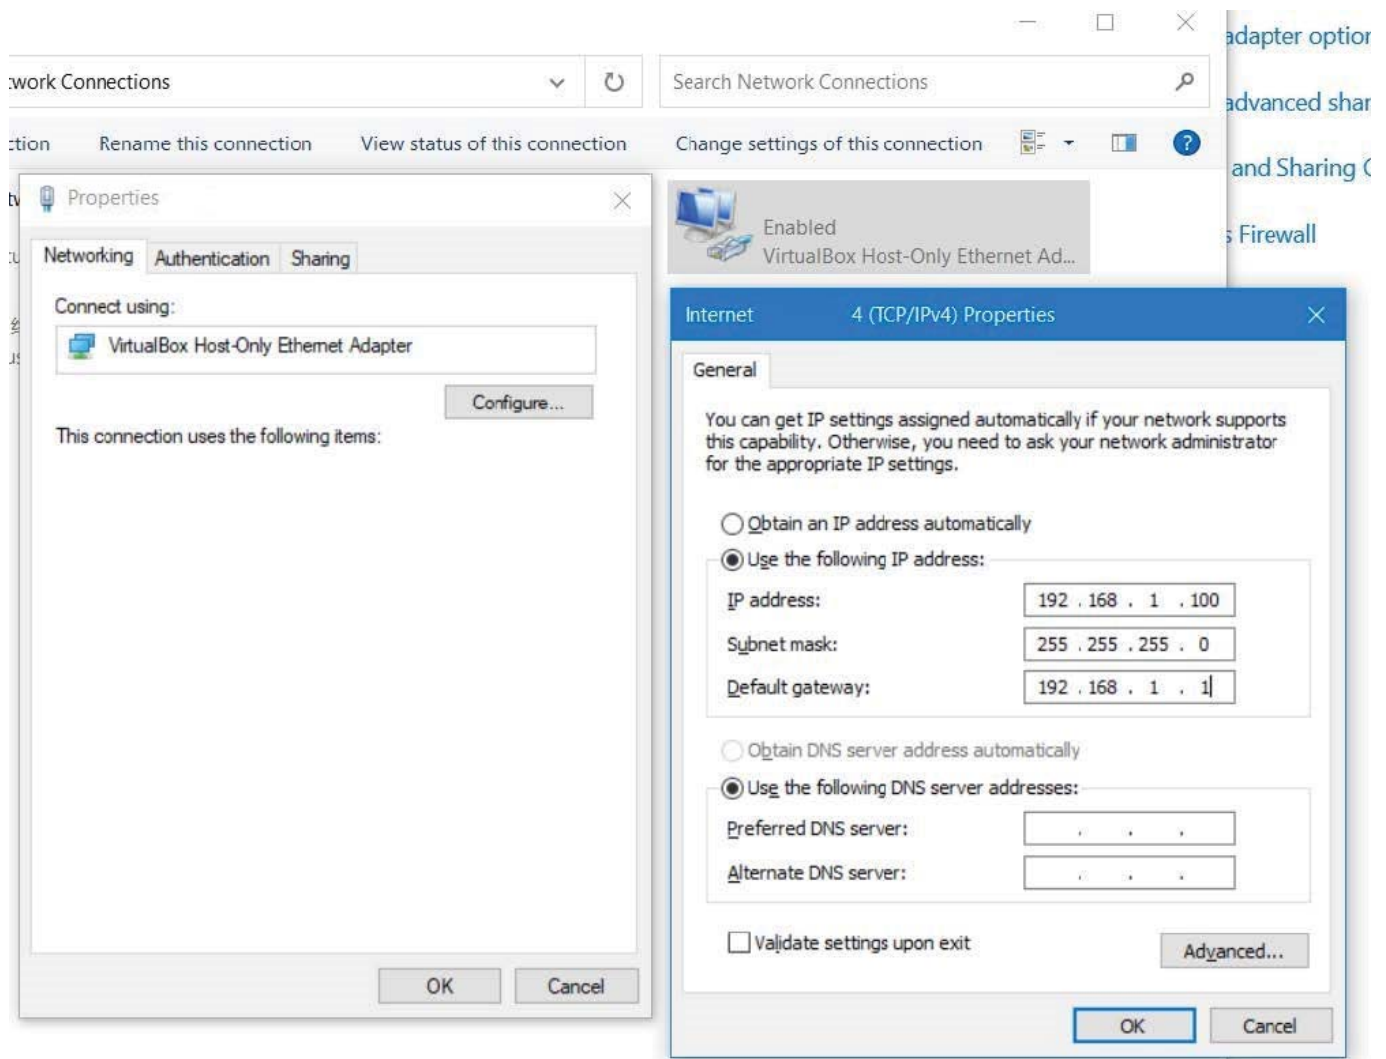 work Connections
Search Network Connections
ction Rename this connection View status of this connection Change settings of this connection
adapter option
advanced shar
and Sharing C
s Firewall
Properties
Networking Authentication Sharing
Connect using:
VirtualBox Host-Only Ethernet Adapter
Configure...
This connection uses the following items:
OK Cancel
Enabled
VirtualBox Host-Only Ethernet Ad...
Internet 4 (TCP/IPv4) Properties
General
You can get IP settings assigned automatically if your network supports
this capability. Otherwise, you need to ask your network administrator
for the appropriate IP settings.
Obtain an IP address automatically
Use the following IP address:
IP address: 192 . 168 . 1 . 100
Subnet mask: 255 . 255 . 255 . 0
Default gateway: 192 . 168 . 1 . 1
Obtain DNS server address automatically
Use the following DNS server addresses:
Preferred DNS server: . . .
Alternate DNS server: . . .
Validate settings upon exit
Advanced...
OK Cancel